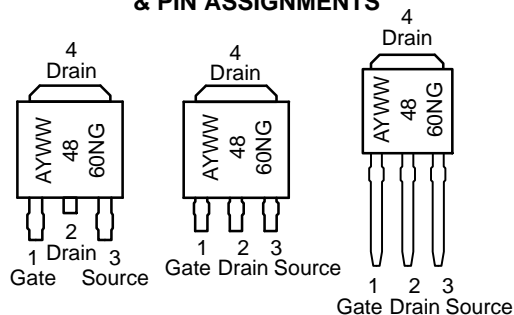 & PIN ASSIGNMENTS
4
Drain
AYWW
48
60NG
2
1 Drain 3
Gate Source
4
Drain
AYWW
48
60NG
1 2 3
Gate Drain Source
4
Drain
AYWW
48
60NG
1 2 3
Gate Drain Source